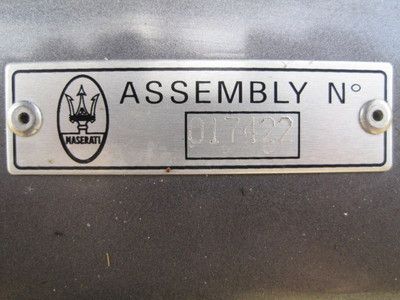 ASSEMBLY N°
MASERATI
017422